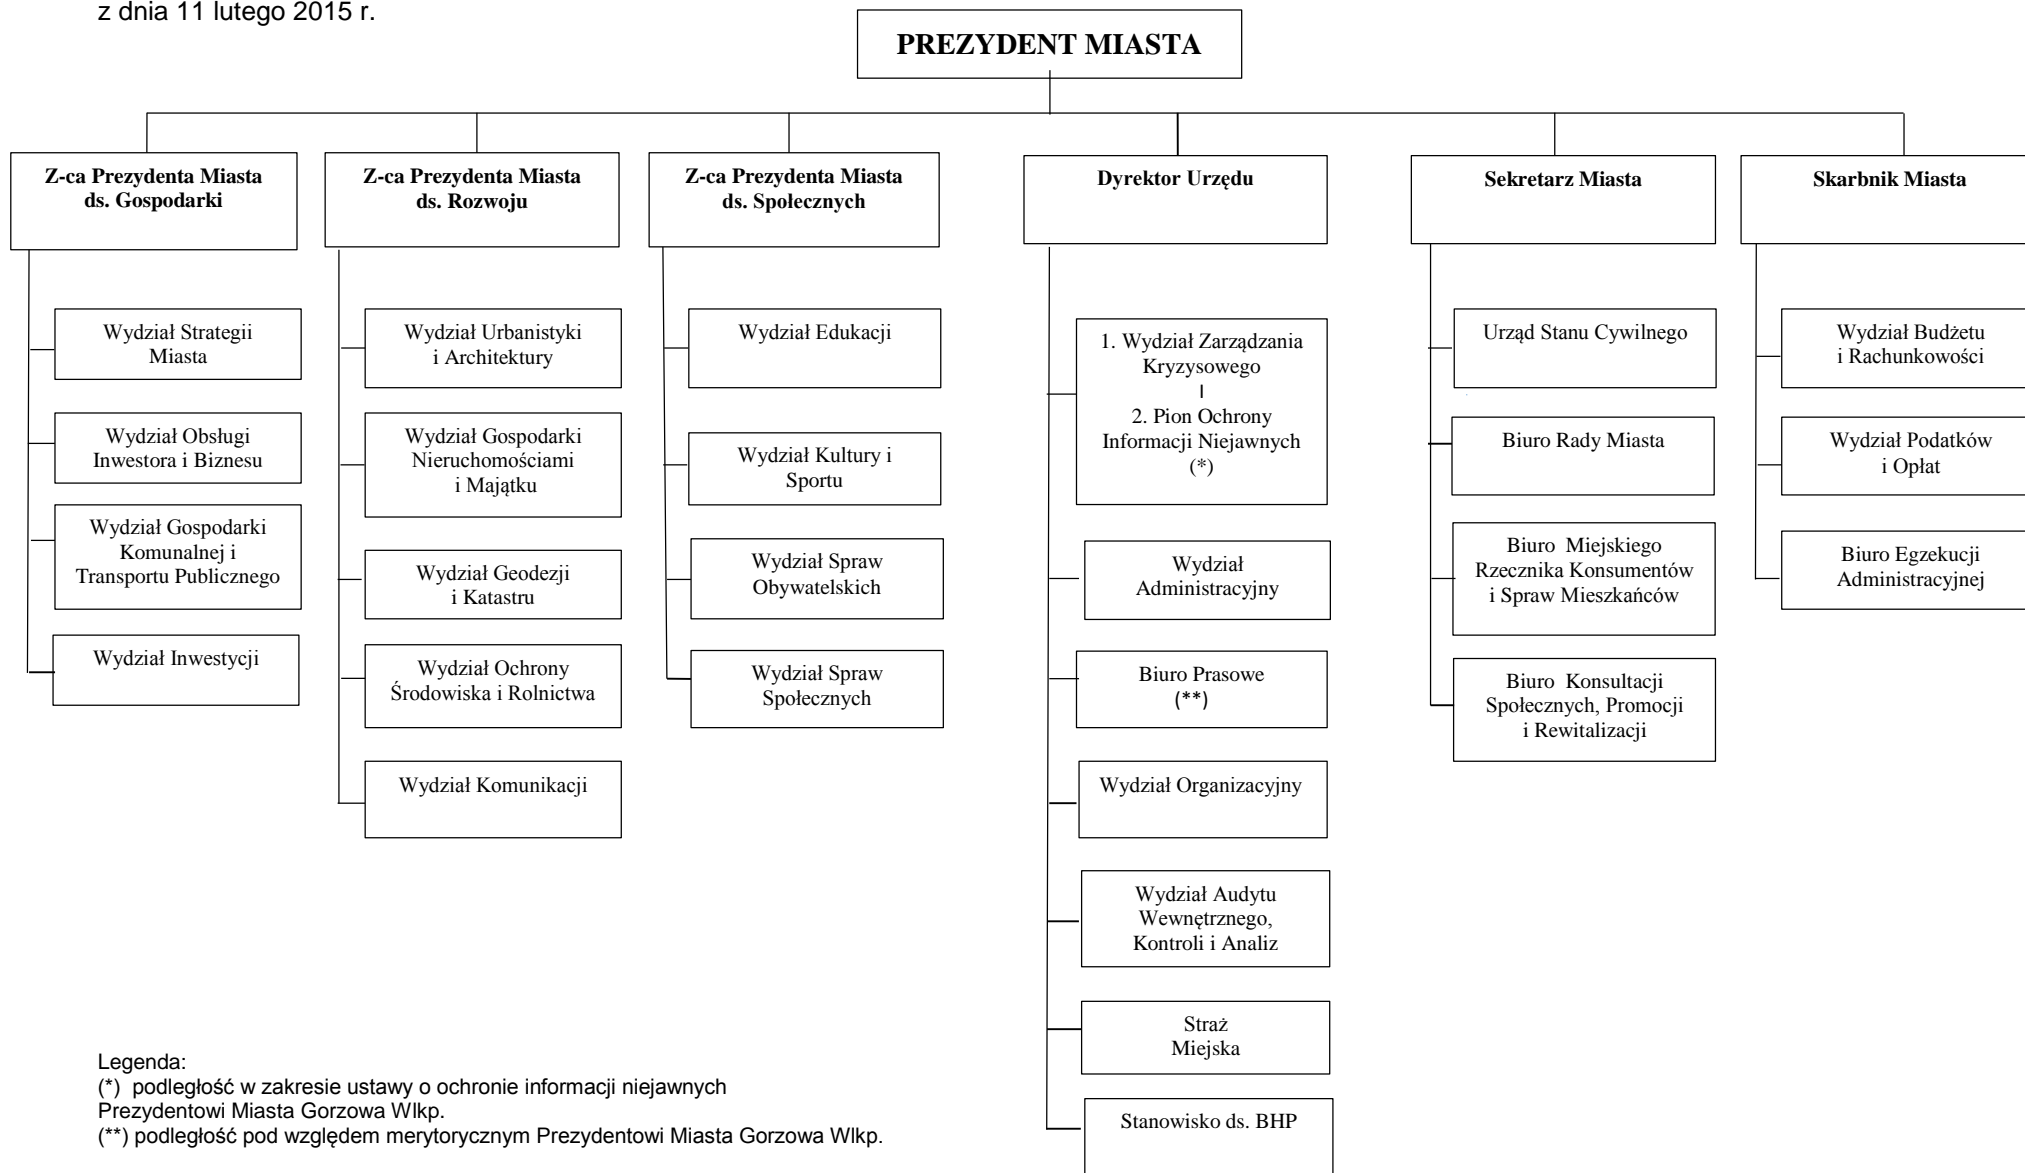 z dnia 11 lutego 2015 r.
PREZYDENT MIASTA
Z-ca Prezydenta Miasta
ds. Gospodarki
Wydział Strategii
Miasta
Wydział Obsługi
Inwestora i Biznesu
Wydział Gospodarki
Komunalnej i
Transportu Publicznego
Wydział Inwestycji
Z-ca Prezydenta Miasta
ds. Rozwoju
Wydział Urbanistyki
i Architektury
Wydział Gospodarki
Nieruchomościami
i Majątku
Wydział Geodezji
i Katastru
Wydział Ochrony
Środowiska i Rolnictwa
Wydział Komunikacji
Z-ca Prezydenta Miasta
ds. Społecznych
Wydział Edukacji
Wydział Kultury i
Sportu
Wydział Spraw
Obywatelskich
Wydział Spraw
Społecznych
Dyrektor Urzędu
1. Wydział Zarządzania
Kryzysowego
I
2. Pion Ochrony
Informacji Niejawnych
(*)
Wydział
Administracyjny
Biuro Prasowe
(**)
Wydział Organizacyjny
Wydział Audytu
Wewnętrznego,
Kontroli i Analiz
Straż
Miejska
Stanowisko ds. BHP
Sekretarz Miasta
Urząd Stanu Cywilnego
Biuro Rady Miasta
Biuro Miejskiego
Rzecznika Konsumentów
i Spraw Mieszkańców
Biuro Konsultacji
Społecznych, Promocji
i Rewitalizacji
Skarbnik Miasta
Wydział Budżetu
i Rachunkowości
Wydział Podatków
i Opłat
Biuro Egzekucji
Administracyjnej
Legenda:
(*) podległość w zakresie ustawy o ochronie informacji niejawnych
Prezydentowi Miasta Gorzowa Wlkp.
(**) podległość pod względem merytorycznym Prezydentowi Miasta Gorzowa Wlkp.